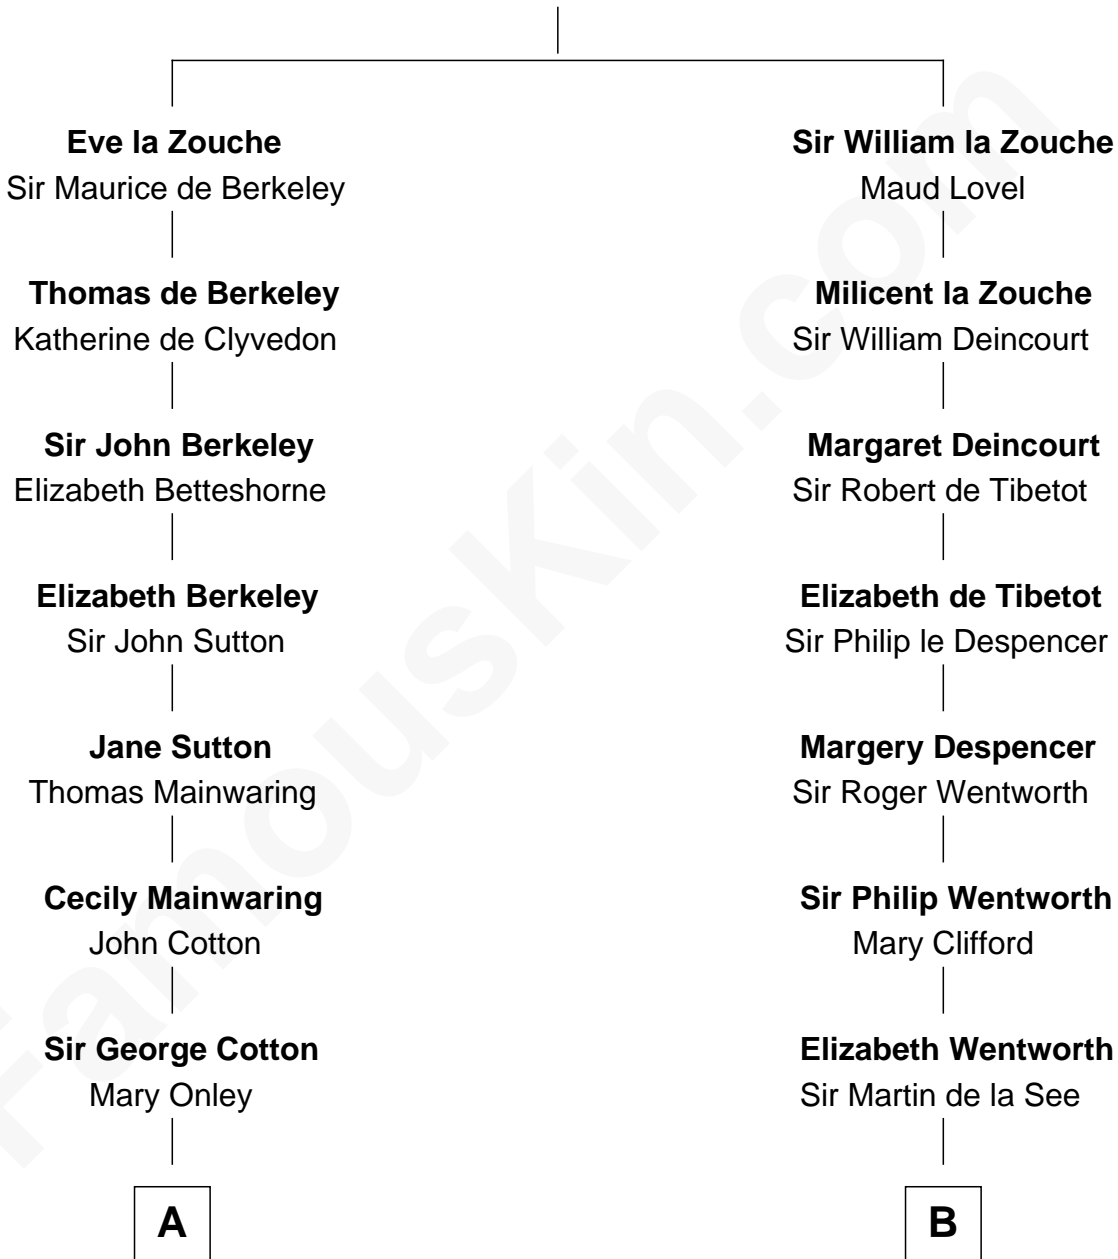 Eve la Zouche
Sir Maurice de Berkeley
Thomas de Berkeley
Katherine de Clyvedon
Sir John Berkeley
Elizabeth Betteshorne
Elizabeth Berkeley
Sir John Sutton
Jane Sutton
Thomas Mainwaring
Cecily Mainwaring
John Cotton
Sir George Cotton
Mary Onley
A
Sir William la Zouche
Maud Lovel
Milicent la Zouche
Sir William Deincourt
Margaret Deincourt
Sir Robert de Tibetot
Elizabeth de Tibetot
Sir Philip le Despencer
Margery Despencer
Sir Roger Wentworth
Sir Philip Wentworth
Mary Clifford
Elizabeth Wentworth
Sir Martin de la See
B
FamousKin.com